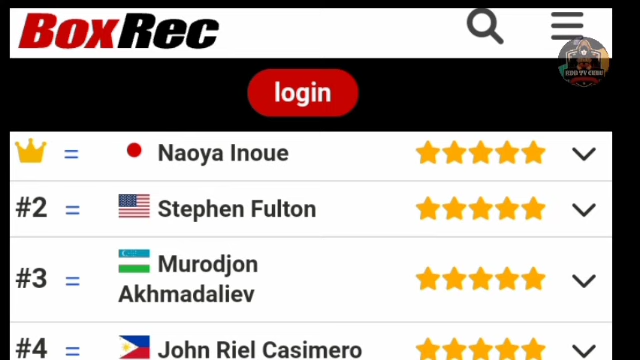 BoxRec
login
= Naoya Inoue
#2 = Stephen Fulton
#3 = Murodjon
Akhmadaliev
#4 = John Riel Casimero